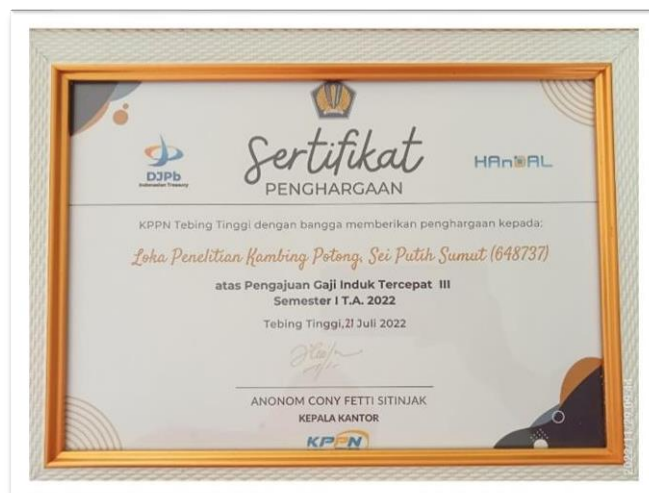 DJPb
Indonesian Treasury
Sertifikat
PENGHARGAAN
HAnDAL
KPPN Tebing Tinggi dengan bangga memberikan penghargaan kepada:
Loka Penelitian Kambing Potong, Sei Putih Sumut (648737)
atas Pengajuan Gaji Induk Tercepat III
Semester I T.A. 2022
Tebing Tinggi,21 Juli 2022
ANONOM CONY FETTI SITINJAK
KEPALA KANTOR
KPPN